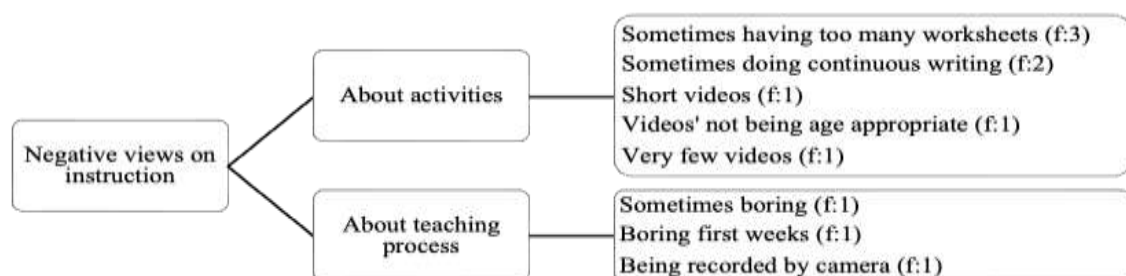 Negative views on
instruction
About activities
Sometimes having too many worksheets (f:3)
Sometimes doing continuous writing (f:2)
Short videos (f:1)
Videos' not being age appropriate (f:1)
Very few videos (f:1)
About teaching
process
Sometimes boring (f:1)
Boring first weeks (f:1)
Being recorded by camera (f:1)